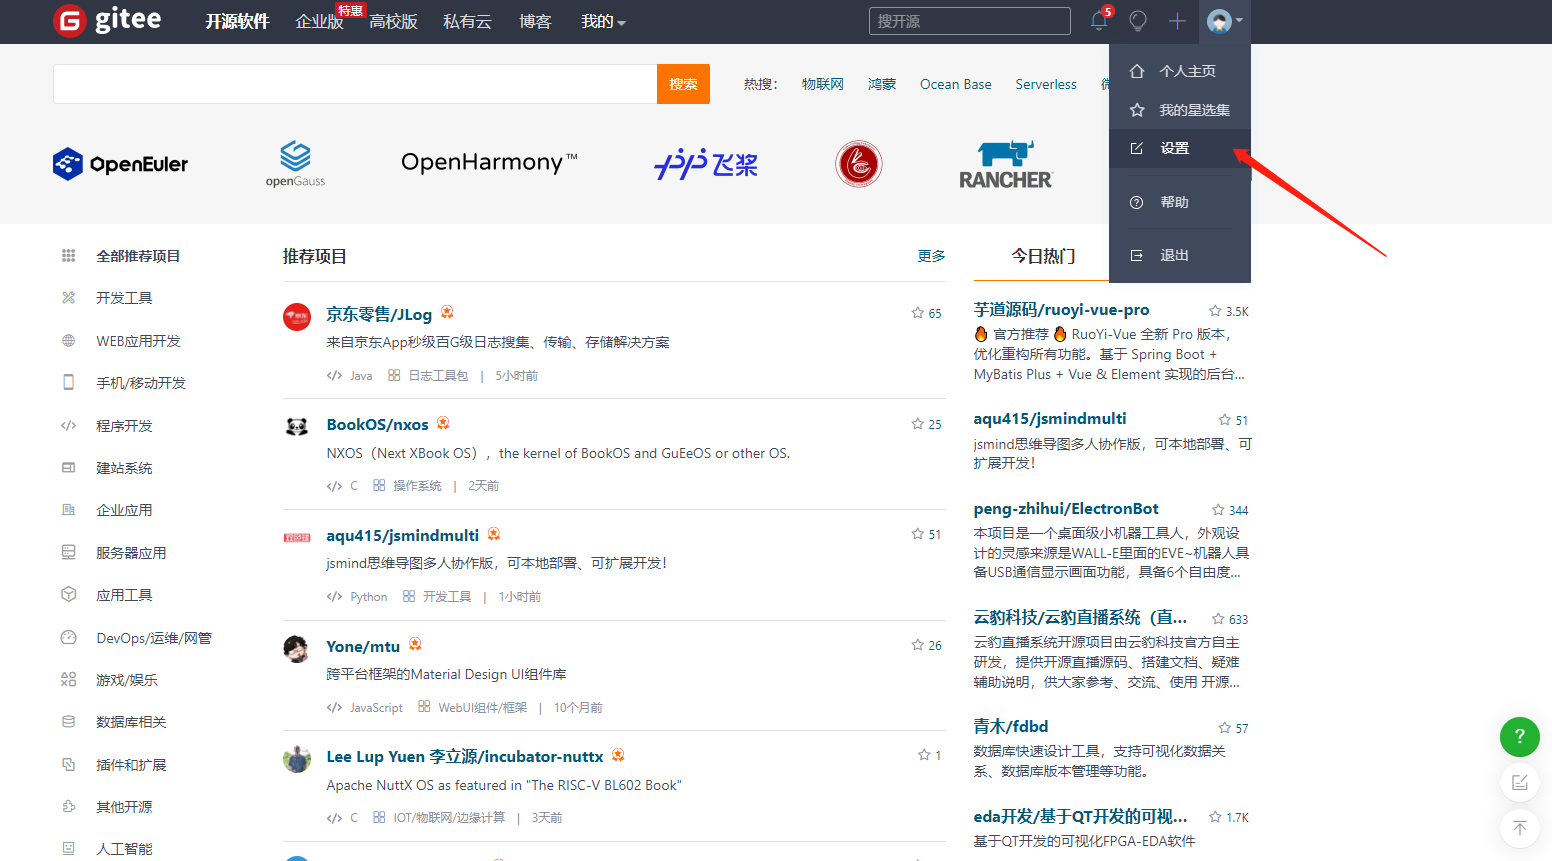 gitee 开源软件 企业版 特惠 高校版 私有云 博客 我的 搜开源 5
搜索 热搜： 物联网 鸿蒙 Ocean Base Serverless
个人主页
我的星选集
设置
帮助
退出
OpenEuler openGauss OpenHarmony™ 飞桨 RANCHER
全部推荐项目
开发工具
WEB应用开发
手机/移动开发
程序开发
建站系统
企业应用
服务器应用
应用工具
DevOps/运维/网管
游戏/娱乐
数据库相关
插件和扩展
其他开源
人工智能
推荐项目 更多
京东零售/JLog 65
来自京东App秒级百G级日志搜集、传输、存储解决方案
Java 日志工具包 | 5小时前
BookOS/nxos 25
NXOS（Next XBook OS），the kernel of BookOS and GuEeOS or other OS.
C 操作系统 | 2天前
aqu415/jsmindmulti 51
jsmind思维导图多人协作版，可本地部署、可扩展开发！
Python 开发工具 | 1小时前
Yone/mtu 26
跨平台框架的Material Design UI组件库
JavaScript WebUI组件/框架 | 10个月前
Lee Lup Yuen 李立源/incubator-nuttx 1
Apache NuttX OS as featured in "The RISC-V BL602 Book"
C IOT/物联网/边缘计算 | 3天前
今日热门
芋道源码/ruoyi-vue-pro 3.5K
官方推荐 RuoYi-Vue 全新 Pro 版本，
优化重构所有功能。基于 Spring Boot +
MyBatis Plus + Vue & Element 实现的后台...
aqu415/jsmindmulti 51
jsmind思维导图多人协作版，可本地部署、可
扩展开发！
peng-zhihui/ElectronBot 344
本项目是一个桌面级小机器工具人，外观设
计的灵感来源是WALL-E里面的EVE~机器人具
备USB通信显示画面功能，具备6个自由度...
云豹科技/云豹直播系统（直... 633
云豹直播系统开源项目由云豹科技官方自主
研发，提供开源直播源码、搭建文档、疑难
辅助说明，供大家参考、交流、使用 开源...
青木/fdbd 57
数据库快速设计工具，支持可视化数据关
系、数据库版本管理等功能。
eda开发/基于QT开发的可视... 1.7K
基于QT开发的可视化FPGA-EDA软件